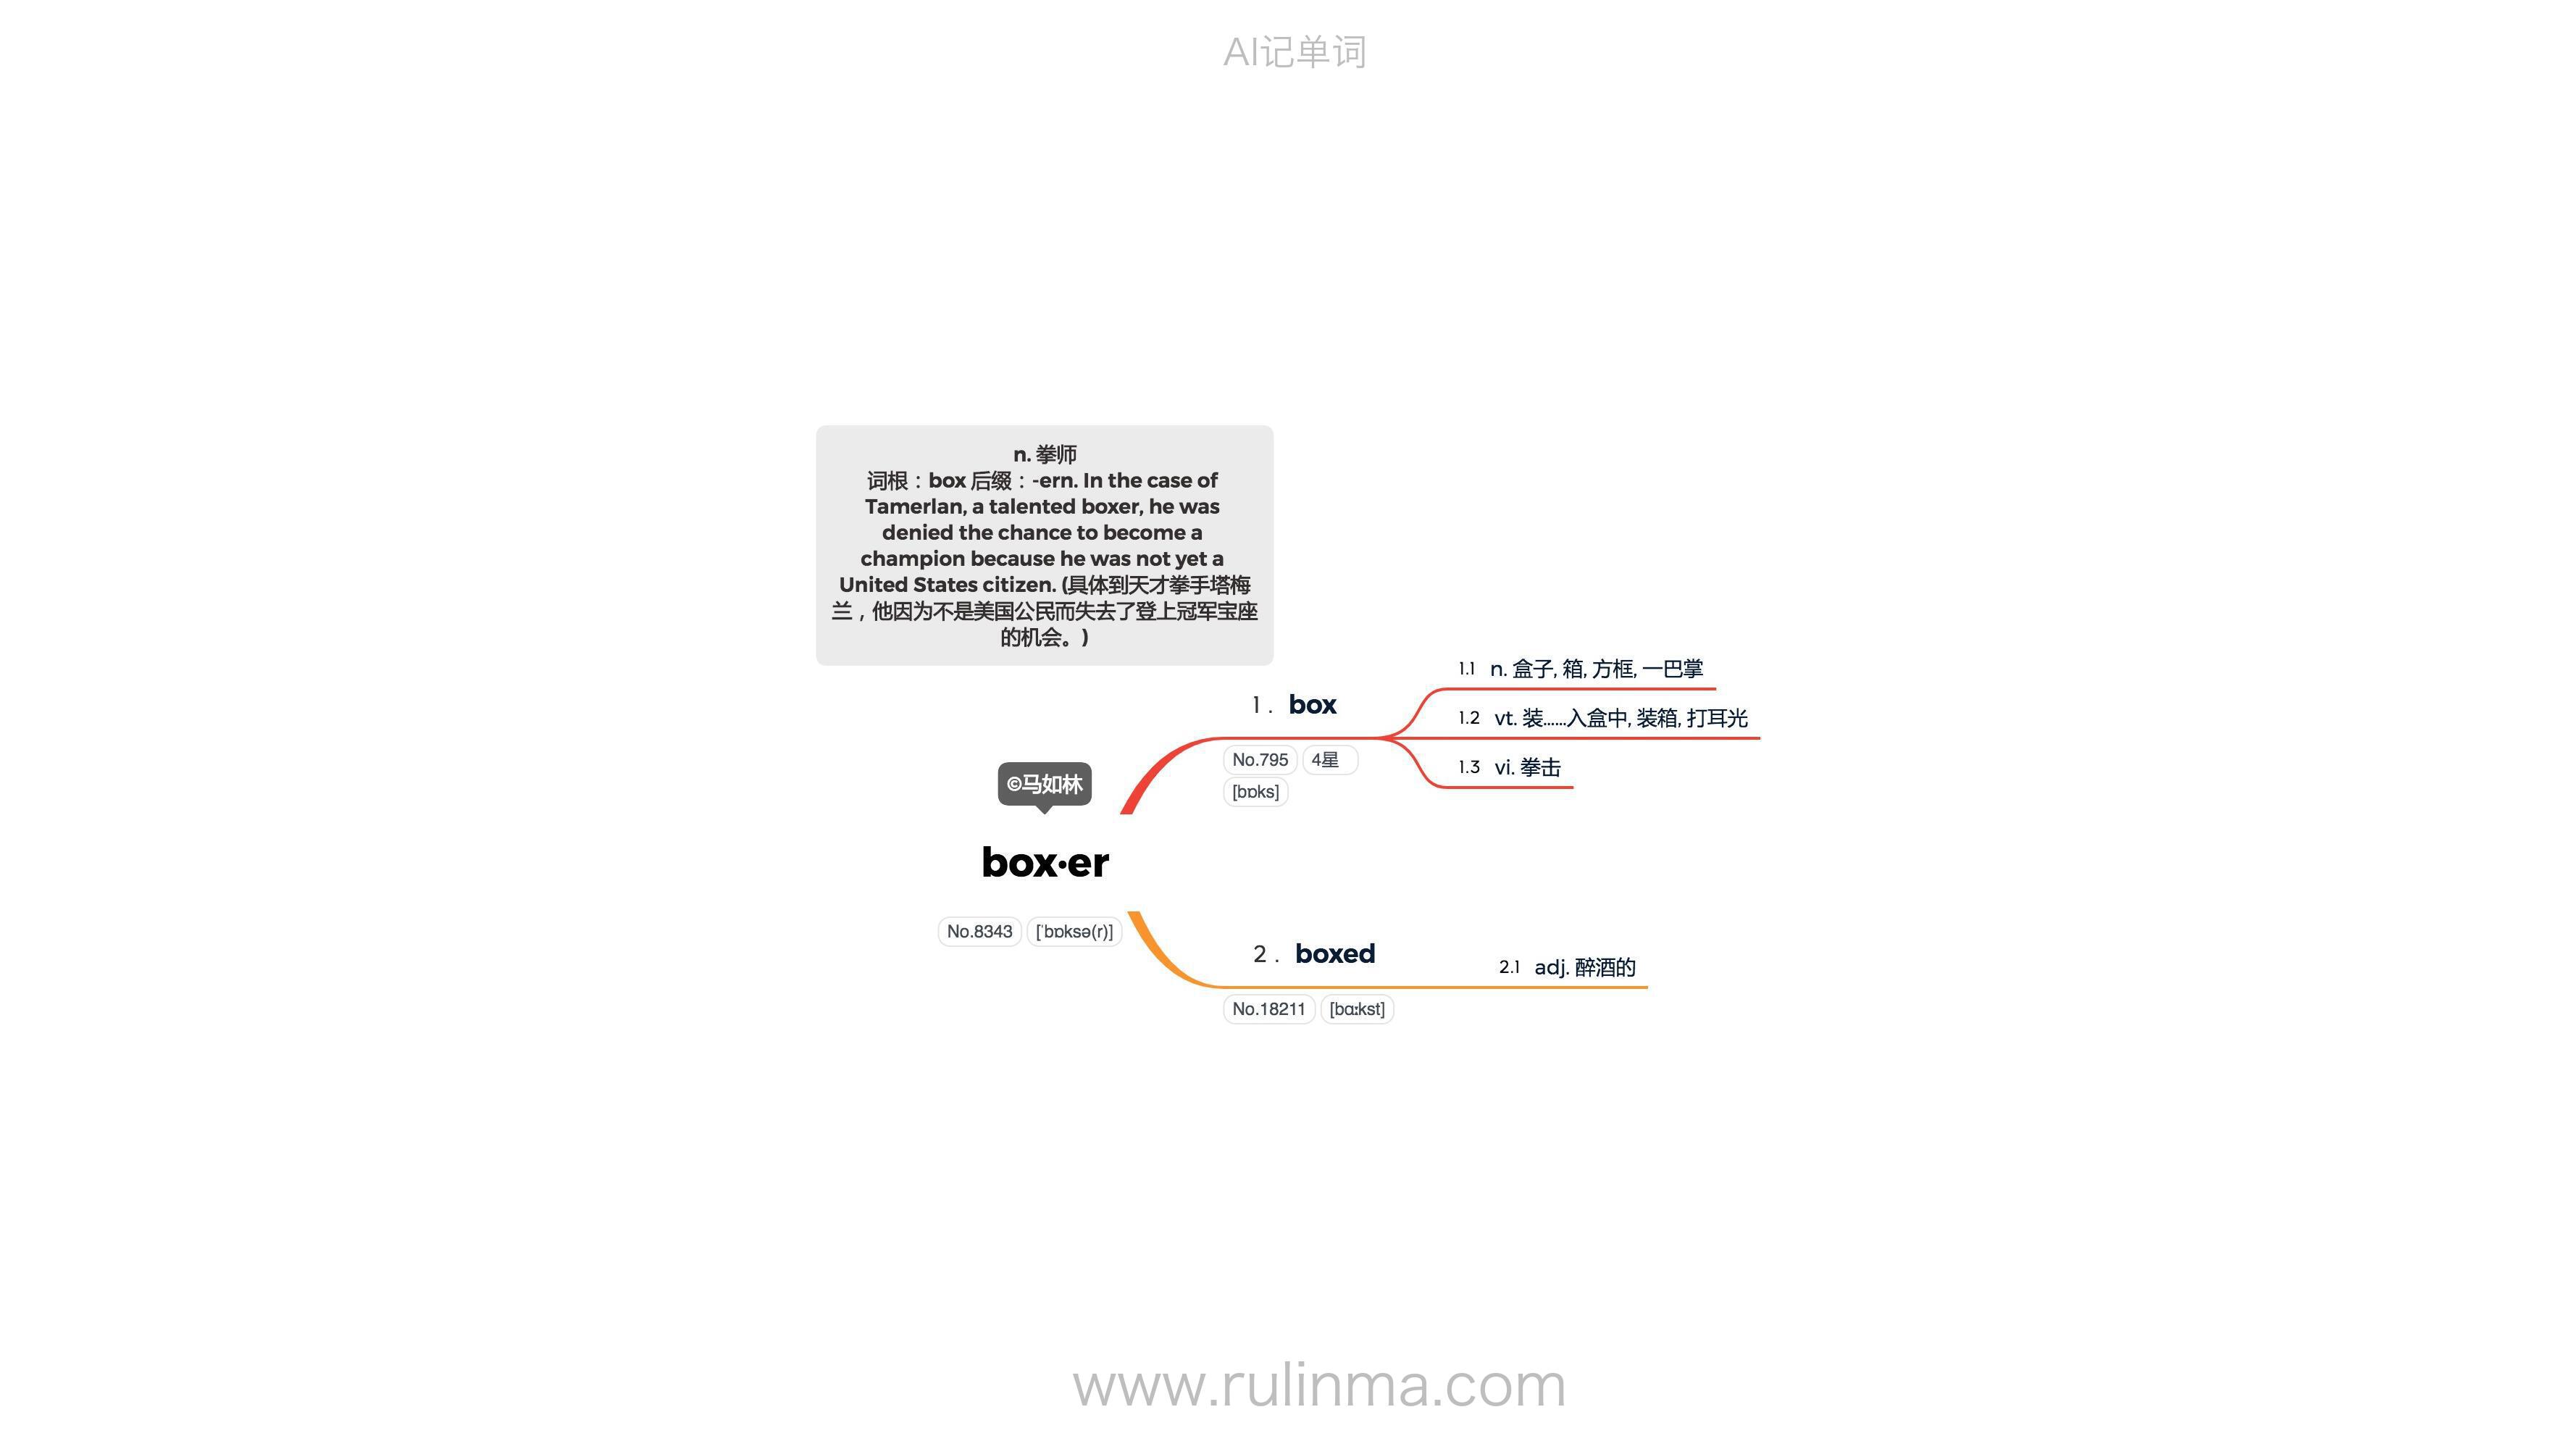 AI记单词
n. 拳师
词根：box 后缀：-ern. In the case of
Tamerlan, a talented boxer, he was
denied the chance to become a
champion because he was not yet a
United States citizen. (具体到天才拳手塔梅
兰，他因为不是美国公民而失去了登上冠军宝座
的机会。)
1.1 n. 盒子, 箱, 方框, 一巴掌
1. box
1.2 vt. 装……入盒中, 装箱, 打耳光
No.795 4星
1.3 vi. 拳击
[bɒks]
©马如林
box·er
No.8343 [ˈbɒksə(r)]
2. boxed
2.1 adj. 醉酒的
No.18211 [bɑːkst]
www.rulinma.com